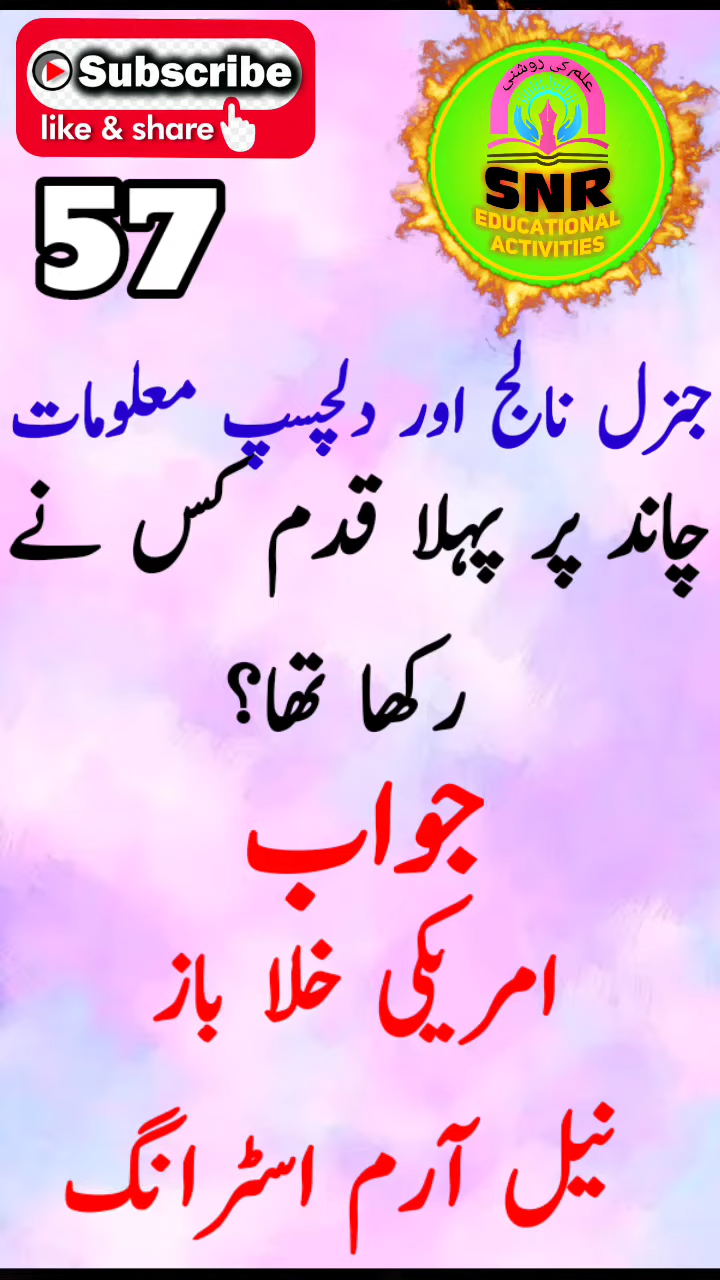 Subscribe
like & share
علم کی روشنی
SNR
EDUCATIONAL
ACTIVITIES
57
جنرل نالج اور دلچسپ معلومات
چاند پر پہلا قدم کس نے
رکھا تھا؟
جواب
امریکی خلا باز
نیل آرم اسٹرانگ